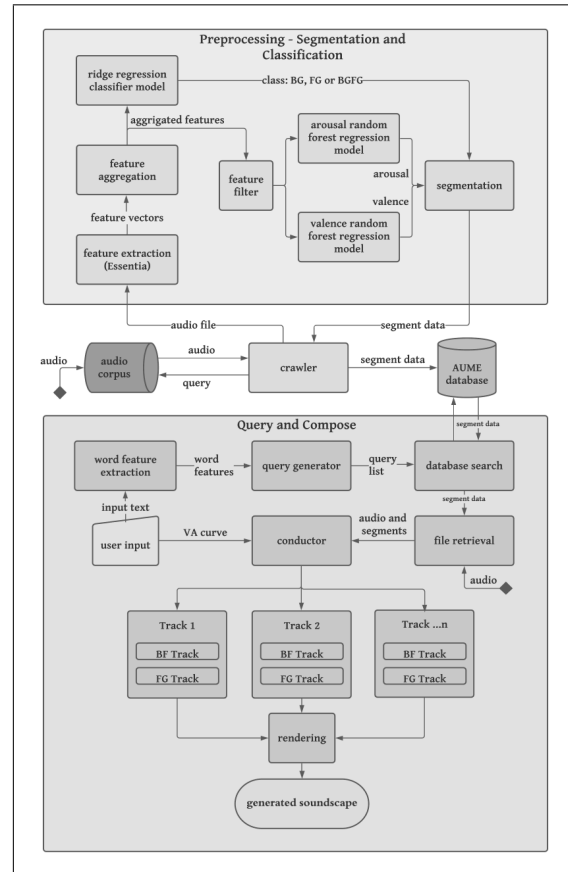 Preprocessing - Segmentation and
Classification
ridge regression
classifier model
class: BG, FG or BGFG
aggrigated features
feature
aggregation
feature
filter
arousal random
forest regression
model
arousal
valence
segmentation
valence random
forest regression
model
feature vectors
feature extraction
(Essentia)
audio file
segment data
audio
audio
corpus
audio
query
crawler
segment data
AUME
database
Query and Compose
segment data
word feature
extraction
word
features
query generator
query
list
database search
input text
segment data
user input
VA curve
conductor
audio and
segments
file retrieval
audio
Track 1
BF Track
FG Track
Track 2
BF Track
FG Track
Track ...n
BF Track
FG Track
rendering
generated soundscape